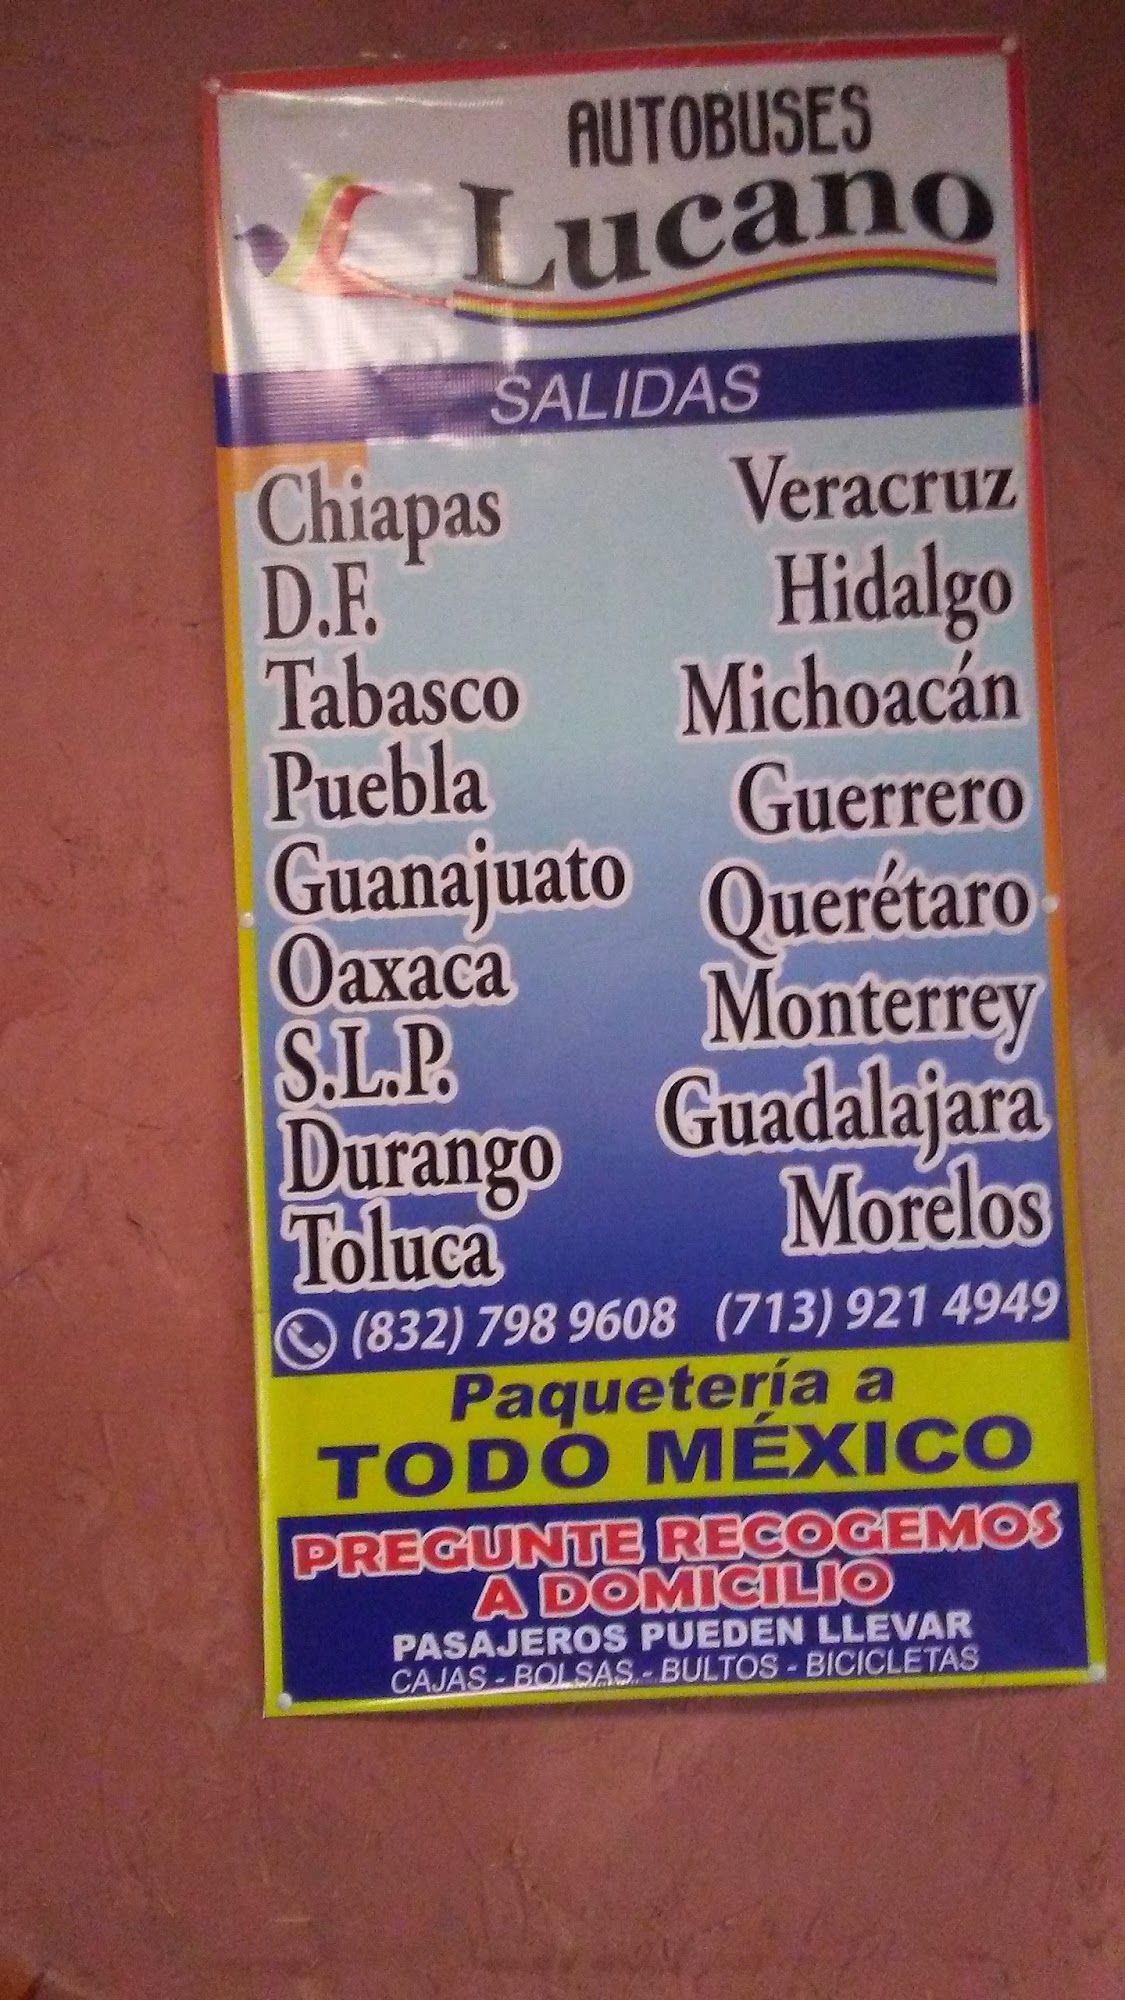 AUTOBUSES
Lucano
SALIDAS
Chiapas
D.F.
Tabasco
Puebla
Guanajuato
Oaxaca
S.L.P.
Durango
Toluca
Veracruz
Hidalgo
Michoacán
Guerrero
Querétaro
Monterrey
Guadalajara
Morelos
(832) 798 9608 (713) 921 4949
Paquetería a
TODO MÉXICO
PREGUNTE RECOGEMOS
A DOMICILIO
PASAJEROS PUEDEN LLEVAR
CAJAS - BOLSAS - BULTOS - BICICLETAS